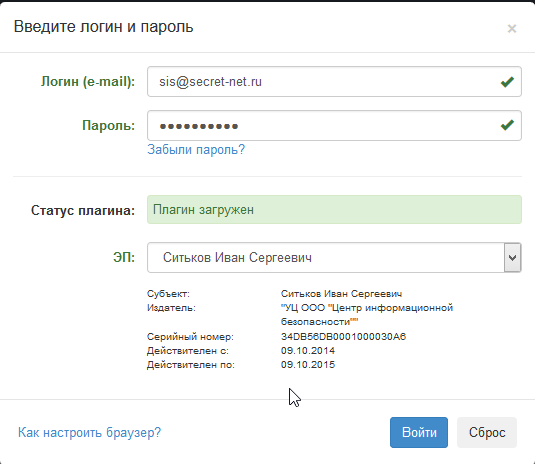 Введите логин и пароль ×
Логин (e-mail): sis@secret-net.ru
Пароль: ●●●●●●●●●●
Забыли пароль?
Статус плагина: Плагин загружен
ЭП: Ситьков Иван Сергеевич
Субъект: Ситьков Иван Сергеевич
Издатель: "УЦ ООО "Центр информационной
безопасности""
Серийный номер: 34DB56DB0001000030A6
Действителен с: 09.10.2014
Действителен по: 09.10.2015
Как настроить браузер? Войти Сброс